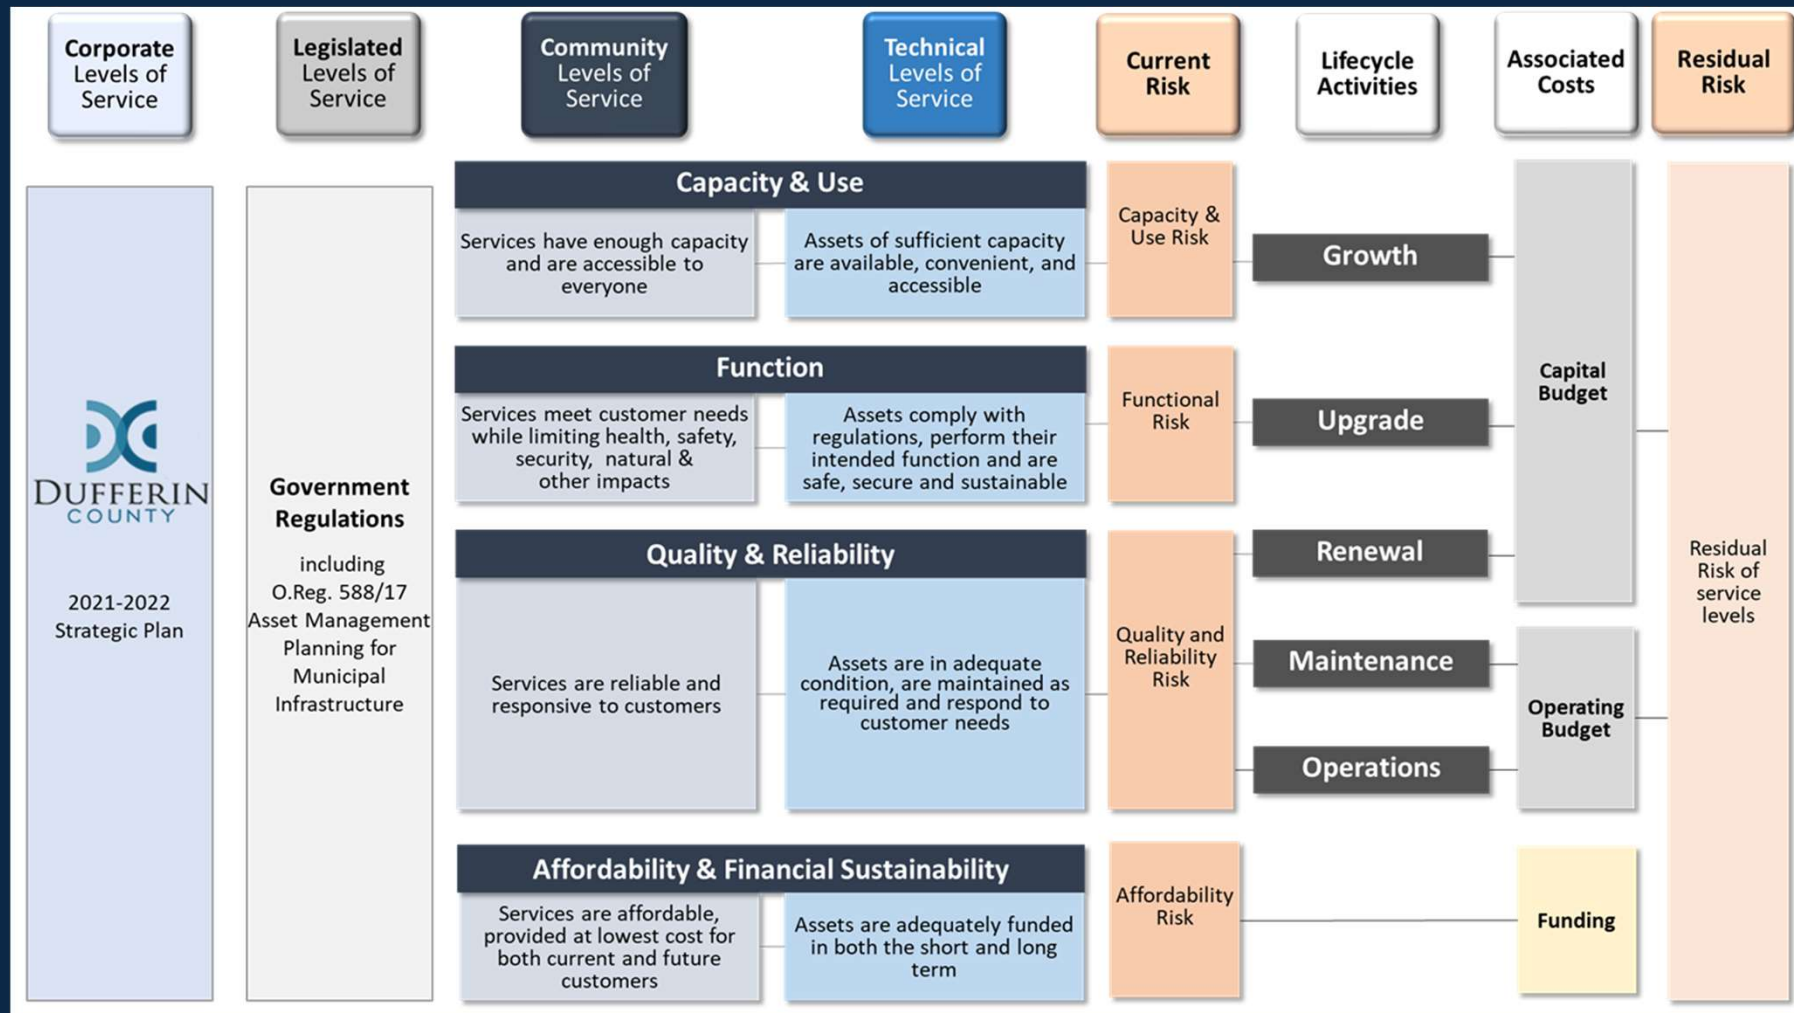 Corporate
Levels of
Service
Legislated
Levels of
Service
Community
Levels of
Service
Technical
Levels of
Service
Current
Risk
Lifecycle
Activities
Associated
Costs
Residual
Risk
DUFFERIN
COUNTY
2021-2022
Strategic Plan
Government
Regulations
including
O.Reg. 588/17
Asset Management
Planning for
Municipal
Infrastructure
Capacity & Use
Services have enough capacity
and are accessible to
everyone
Assets of sufficient capacity
are available, convenient, and
accessible
Capacity &
Use Risk
Growth
Function
Services meet customer needs
while limiting health, safety,
security, natural &
other impacts
Assets comply with
regulations, perform their
intended function and are
safe, secure and sustainable
Functional
Risk
Upgrade
Quality & Reliability
Services are reliable and
responsive to customers
Assets are in adequate
condition, are maintained as
required and respond to
customer needs
Quality and
Reliability
Risk
Renewal
Maintenance
Operations
Affordability & Financial Sustainability
Services are affordable,
provided at lowest cost for
both current and future
customers
Assets are adequately funded
in both the short and long
term
Affordability
Risk
Capital
Budget
Operating
Budget
Funding
Residual
Risk of
service
levels